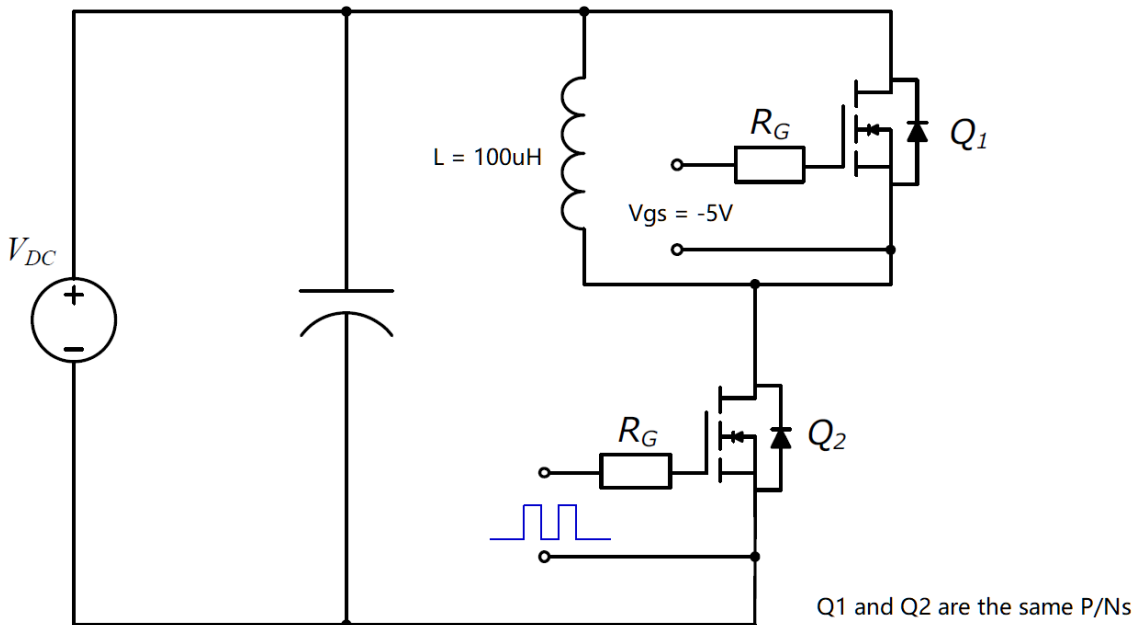 R_G
Q_1
L = 100uH
Vgs = -5V
V_DC
+
−
R_G
Q_2
Q1 and Q2 are the same P/Ns